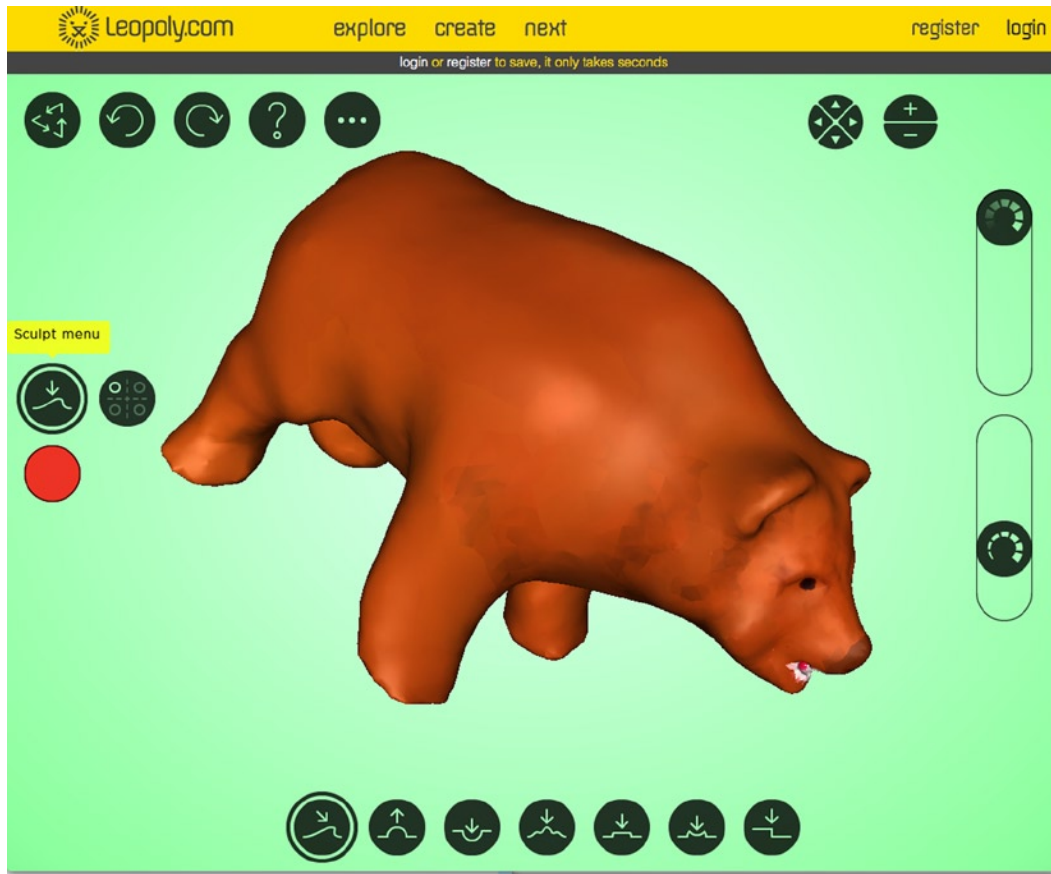 Leopoly.com explore create next register login
login or register to save, it only takes seconds
Sculpt menu